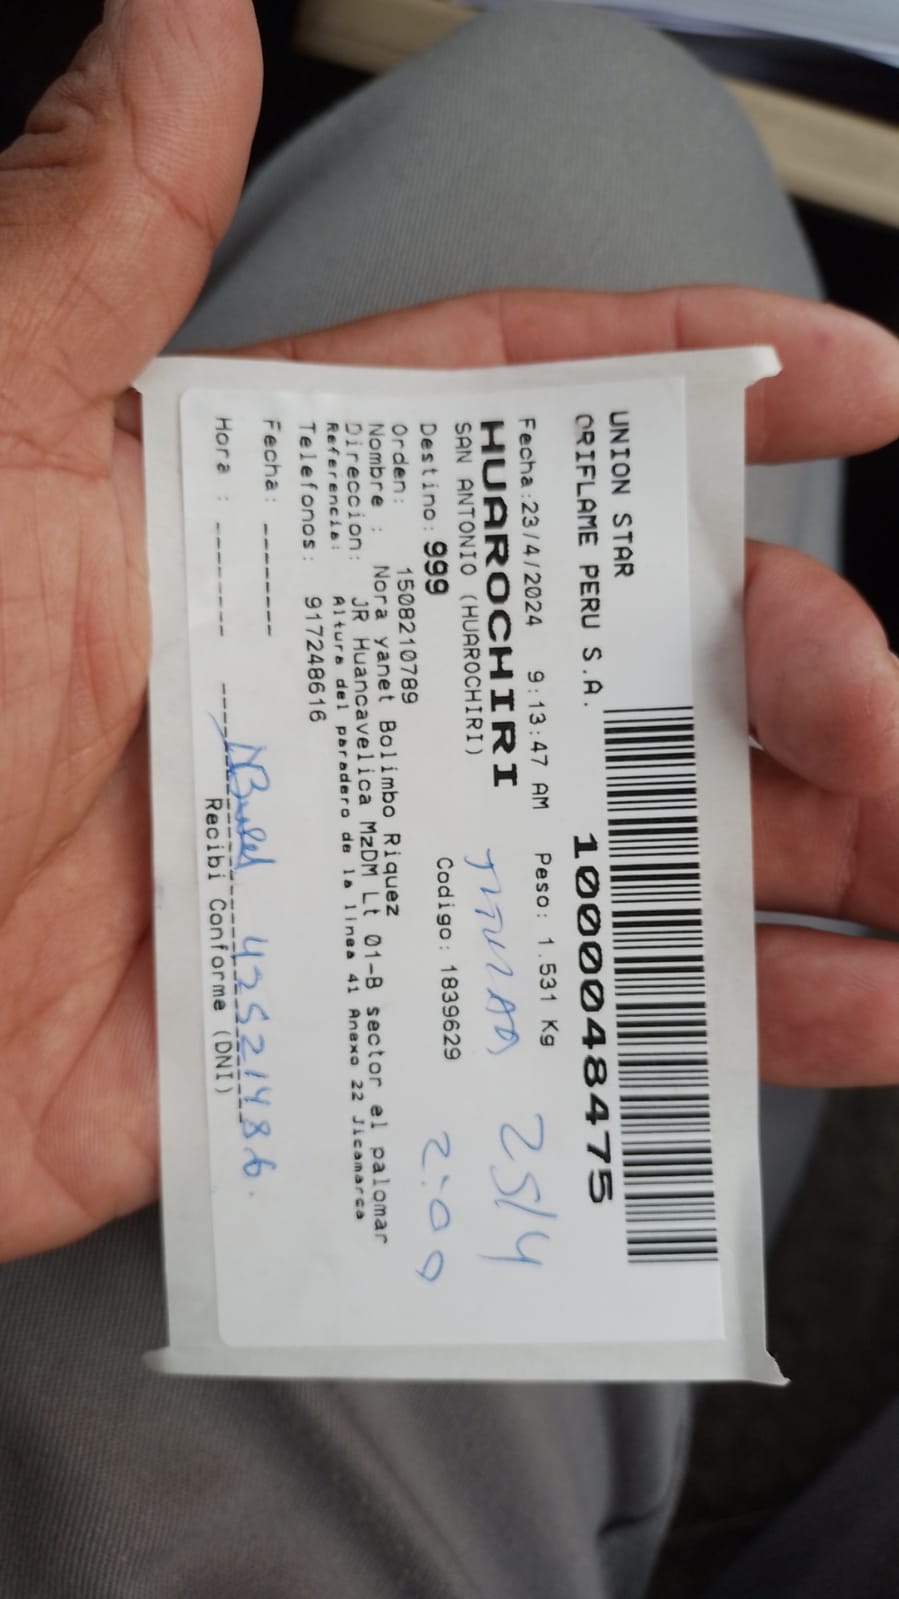 UNION STAR
ORIFLAME PERU S.A. 10000048475
Fecha:23/4/2024 9:13:47 AM Peso: 1.531 Kg
HUAROCHIRI 25/4
SAN ANTONIO (HUAROCHIRI)
Destino: 999 Codigo: 1839629 2:00
Orden: 1508210789
Nombre : Nora yanet Bolimbo Riquez
Direccion: JR Huancavelica MzDM Lt 01-B sector el palomar
Referencia: Altura del paradero de la linea 41 Anexo 22 Jicamarca
Telefonos: 917248616
Fecha: -------
Hora : ------- 42521486.
Recibi Conforme (DNI)